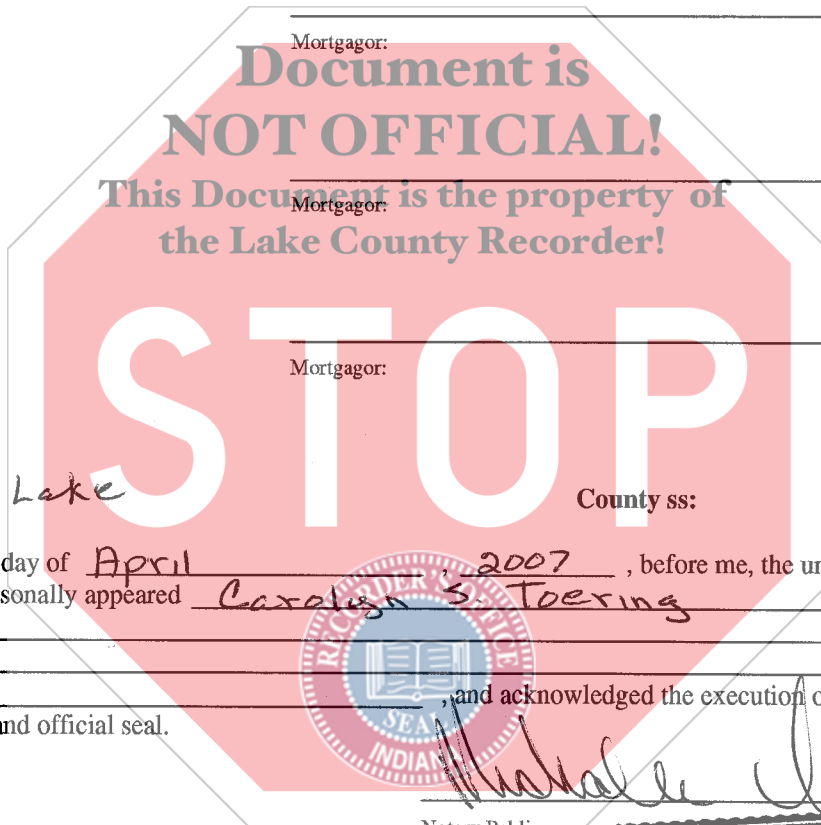 Mortgagor:
Document is
NOT OFFICIAL!
This Document is the property of
Mortgagor:
the Lake County Recorder!
STOP
Mortgagor:
Lake County ss:
day of April , 2007 , before me, the un
sonally appeared Carolyn S. Toering
, and acknowledged the execution o
nd official seal.
RECORDER'S OFFICE
SEAL
INDIANA